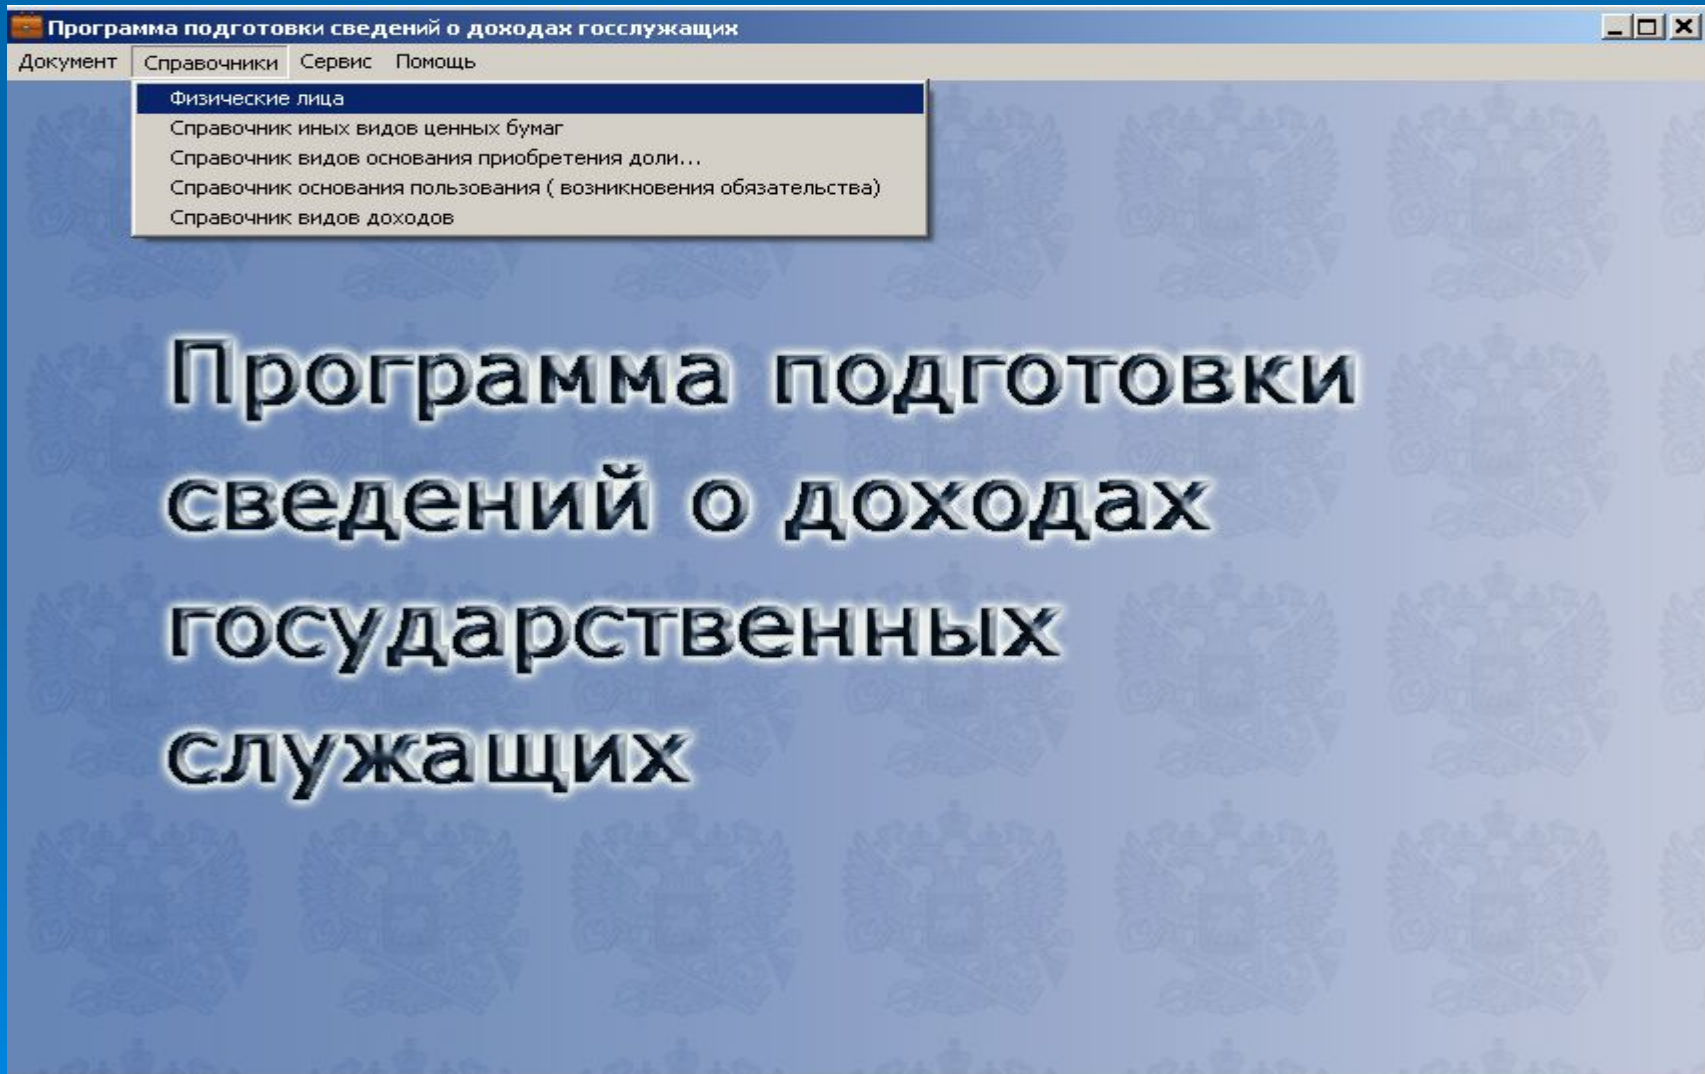 Программа подготовки сведений о доходах госслужащих
Документ Справочники Сервис Помощь
Физические лица
Справочник иных видов ценных бумаг
Справочник видов основания приобретения доли...
Справочник основания пользования ( возникновения обязательства)
Справочник видов доходов
Программа подготовки
сведений о доходах
государственных
служащих